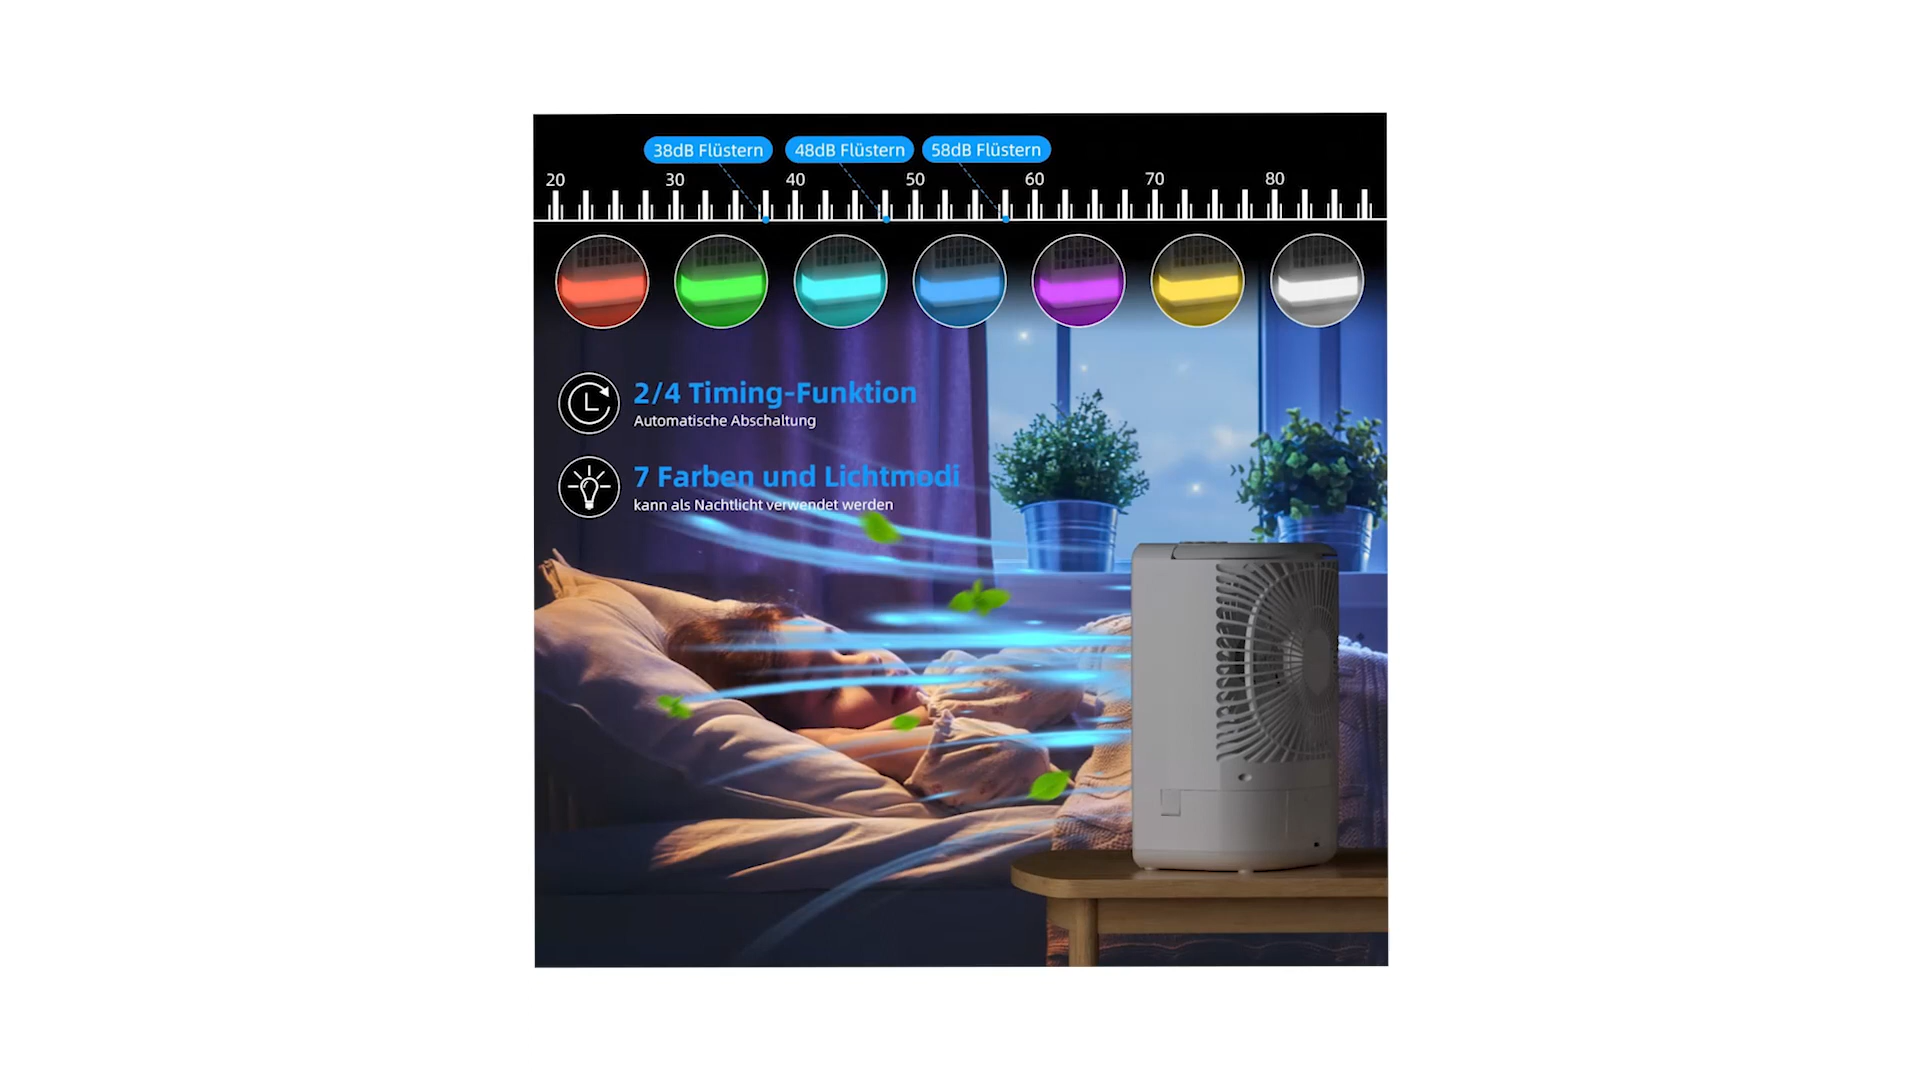 38dB Flüstern 48dB Flüstern 58dB Flüstern
20 30 40 50 60 70 80
2/4 Timing-Funktion
Automatische Abschaltung
7 Farben und Lichtmodi
kann als Nachtlicht verwendet werden